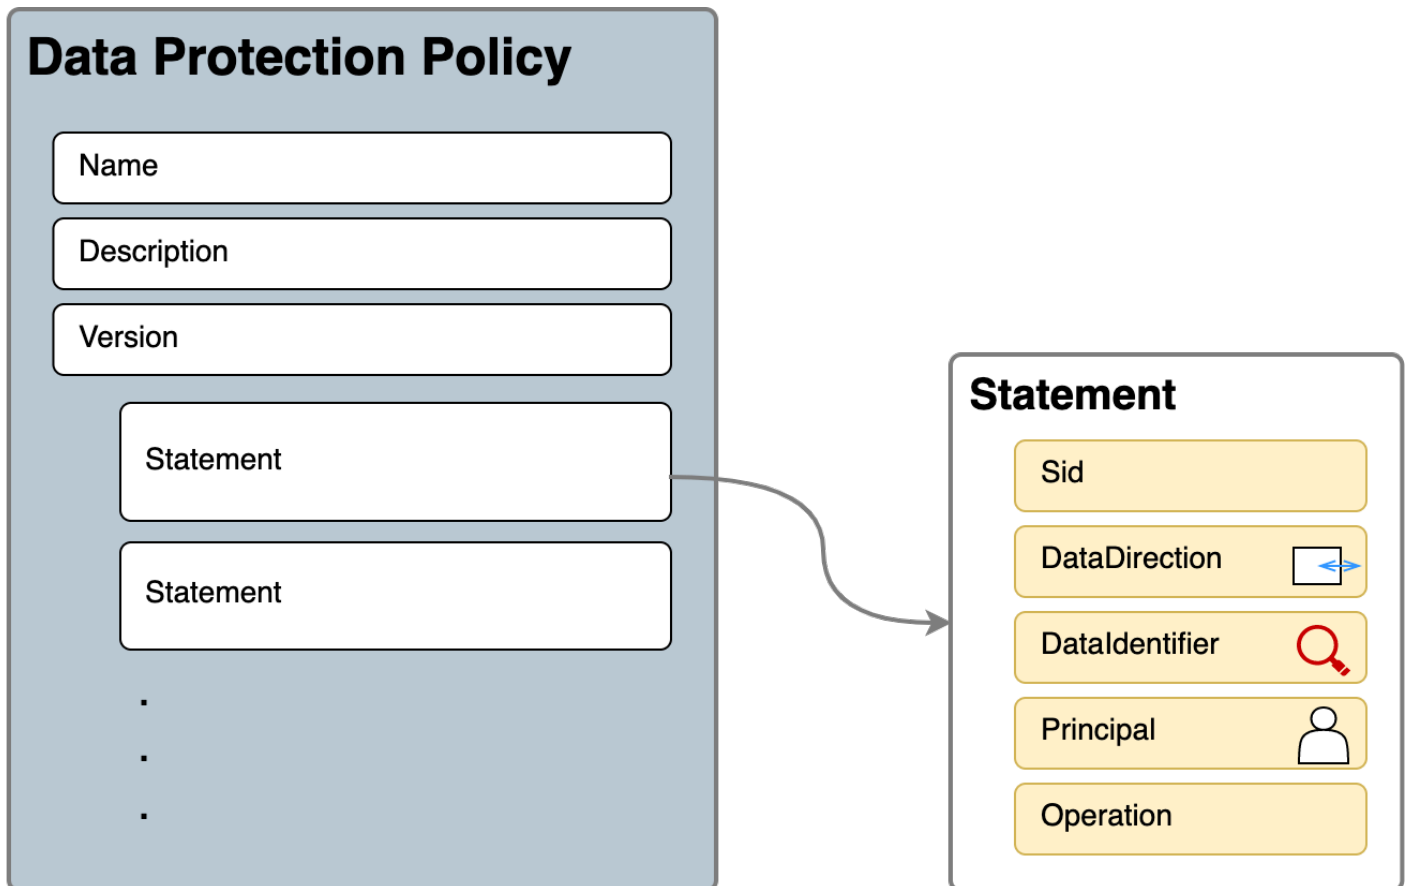 Data Protection Policy
Name
Description
Version
Statement
Statement
.
.
.
Statement
Sid
DataDirection
DataIdentifier
Principal
Operation